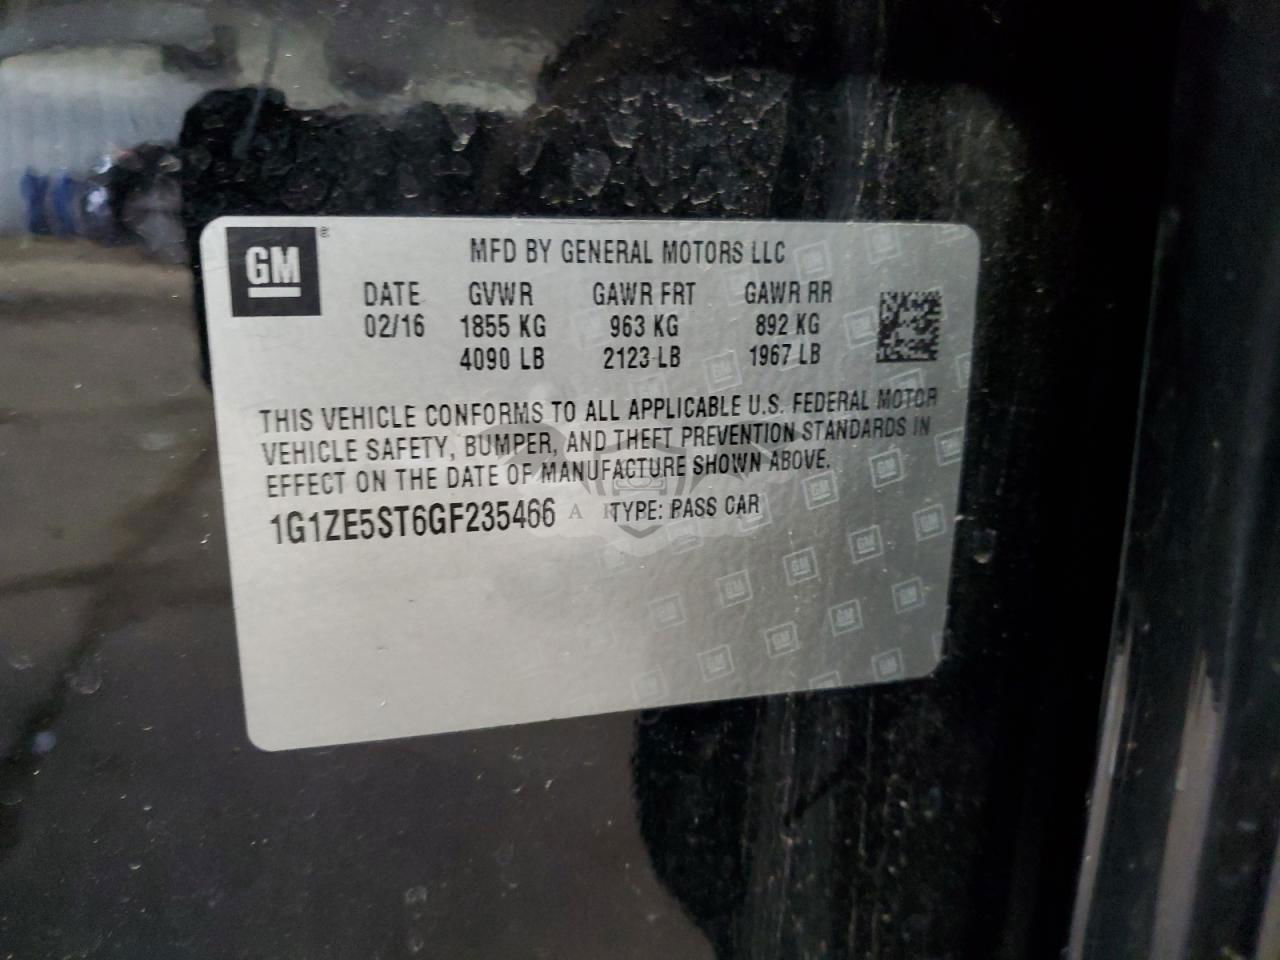 GM ®
MFD BY GENERAL MOTORS LLC
DATE GVWR GAWR FRT GAWR RR
02/16 1855 KG 963 KG 892 KG
4090 LB 2123 LB 1967 LB
THIS VEHICLE CONFORMS TO ALL APPLICABLE U.S. FEDERAL MOTOR
VEHICLE SAFETY, BUMPER, AND THEFT PREVENTION STANDARDS IN
EFFECT ON THE DATE OF MANUFACTURE SHOWN ABOVE.
1G1ZE5ST6GF235466 TYPE: PASS CAR